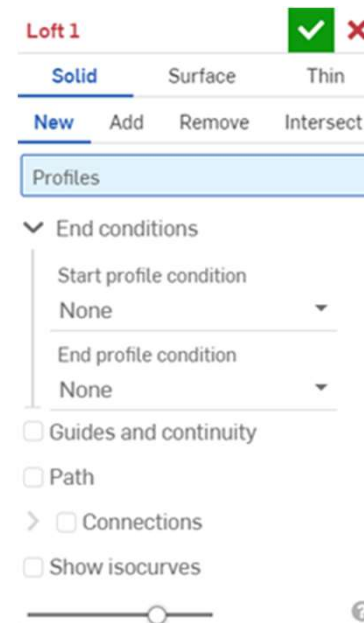 Loft 1
Solid Surface Thin
New Add Remove Intersect
Profiles
End conditions
Start profile condition
None
End profile condition
None
Guides and continuity
Path
Connections
Show isocurves
?